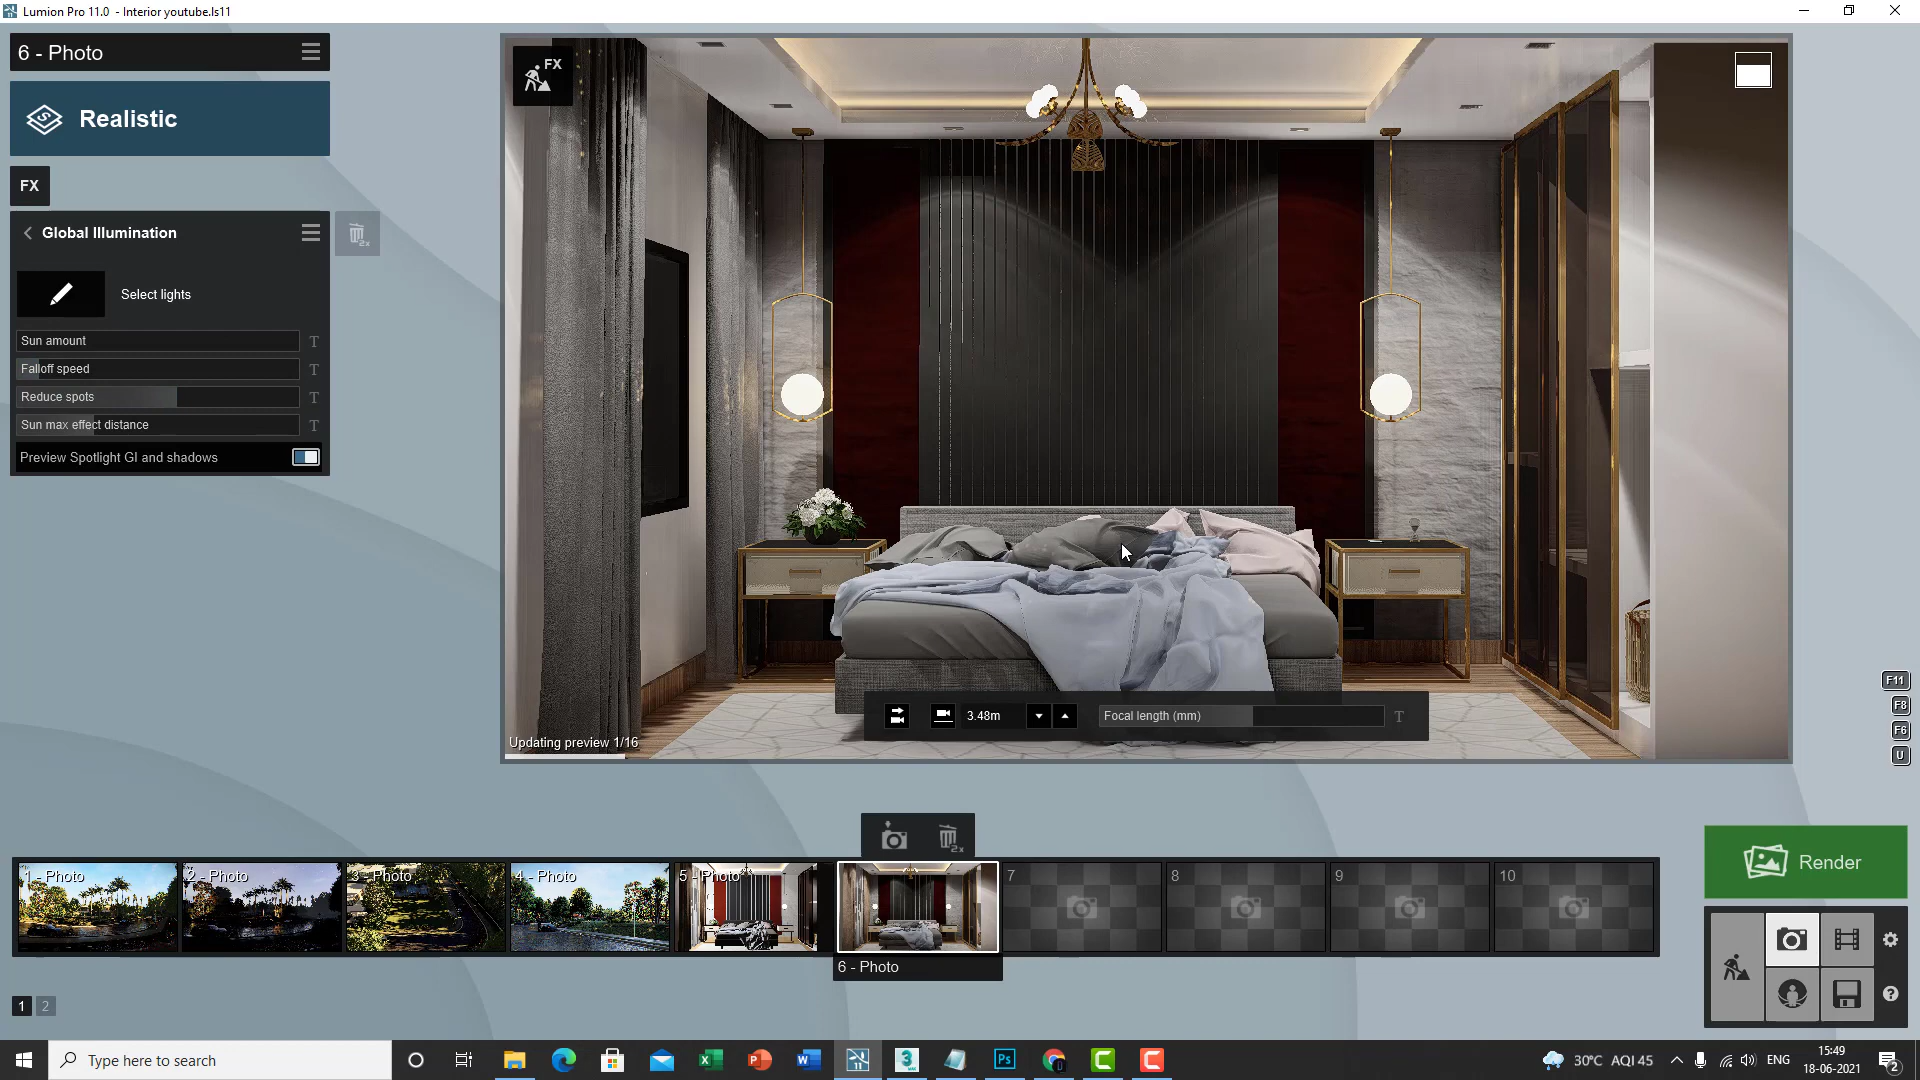 Lumion Pro 11.0 - Interior youtube.ls11
6 - Photo
Realistic
FX
Global Illumination
Select lights
Sun amount
T
Falloff speed
T
Reduce spots
T
Sun max effect distance
T
Preview Spotlight GI and shadows
FX
3.48m
Focal length (mm)
T
Updating preview 1/16
F11
F8
F6
U
1 - Photo
2 - Photo
3 - Photo
4 - Photo
5 - Photo
7
8
9
10
6 - Photo
Render
1
2
Type here to search
Ps
30°C AQI 45
ENG
15:49
18-06-2021
2